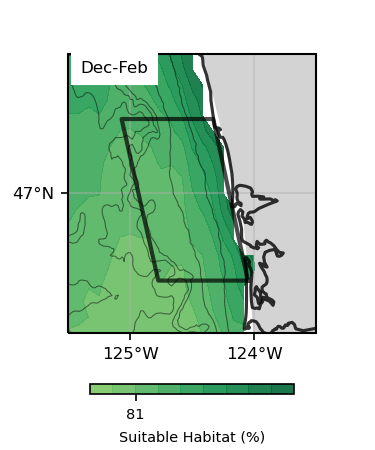 Dec-Feb
47°N
125°W 124°W
81
Suitable Habitat (%)